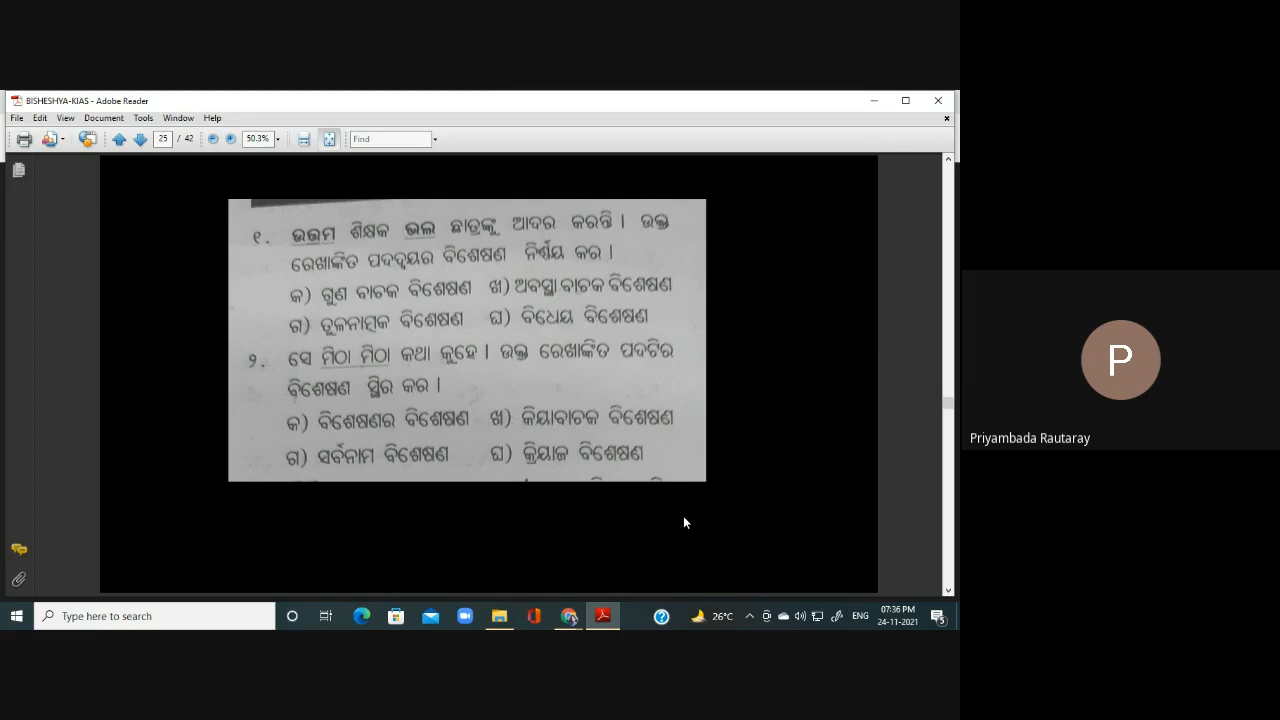 BISHESHYA-KIAS - Adobe Reader
File Edit View Document Tools Window Help
25 / 42 50.3% Find
୧. ଉତ୍ତମ ଶିକ୍ଷକ ଭଲ ଛାତ୍ରଙ୍କୁ ଆଦର କରନ୍ତି । ଉକ୍ତ
ରେଖାଙ୍କିତ ପଦଦ୍ୱୟର ବିଶେଷଣ ନିର୍ଣ୍ଣୟ କର ।
କ) ଗୁଣ ବାଚକ ବିଶେଷଣ ଖ) ଅବସ୍ଥା ବାଚକ ବିଶେଷଣ
ଗ) ତୁଳନାତ୍ମକ ବିଶେଷଣ ଘ) ବିଧେୟ ବିଶେଷଣ
୨. ସେ ମିଠା ମିଠା କଥା କୁହେ । ଉକ୍ତ ରେଖାଙ୍କିତ ପଦଟିର
ବିଶେଷଣ ସ୍ଥିର କର ।
କ) ବିଶେଷଣର ବିଶେଷଣ ଖ) କିୟାବାଚକ ବିଶେଷଣ
ଗ) ସର୍ବନାମ ବିଶେଷଣ ଘ) କ୍ରିୟାଜ ବିଶେଷଣ
P
Priyambada Rautaray
Type here to search
26°C ENG 07:36 PM
24-11-2021 5